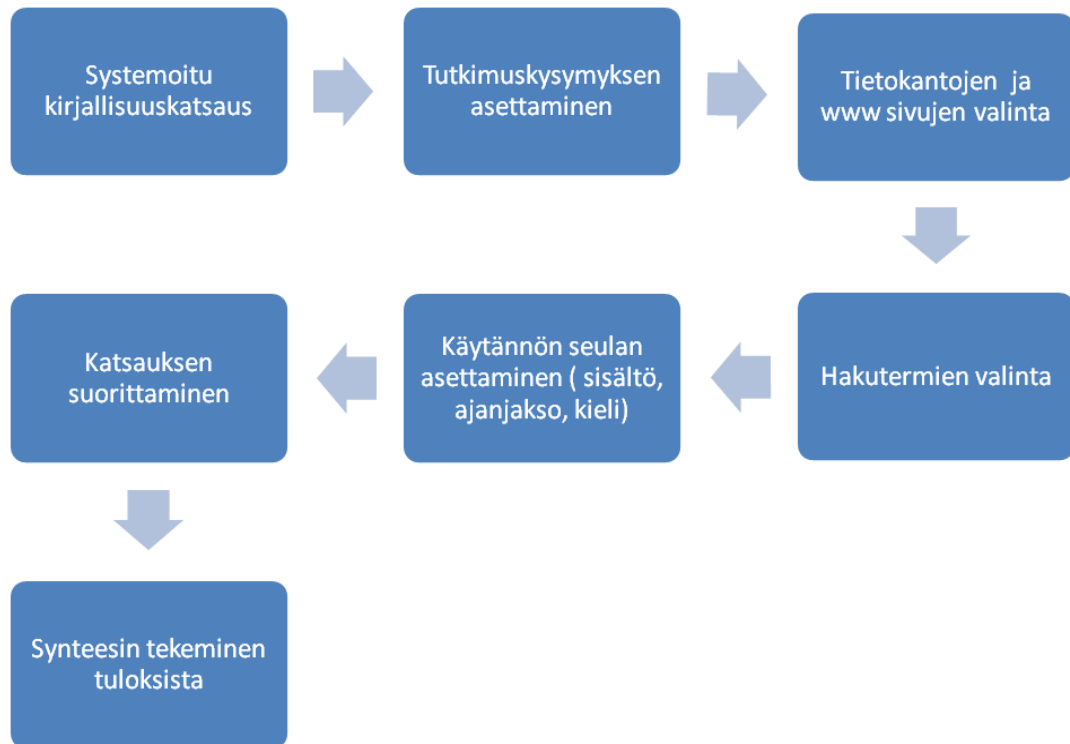 Systemoitu
kirjallisuuskatsaus
Tutkimuskysymyksen
asettaminen
Tietokantojen ja
www sivujen valinta
Hakutermien valinta
Käytännön seulan
asettaminen ( sisältö,
ajanjakso, kieli)
Katsauksen
suorittaminen
Synteesin tekeminen
tuloksista